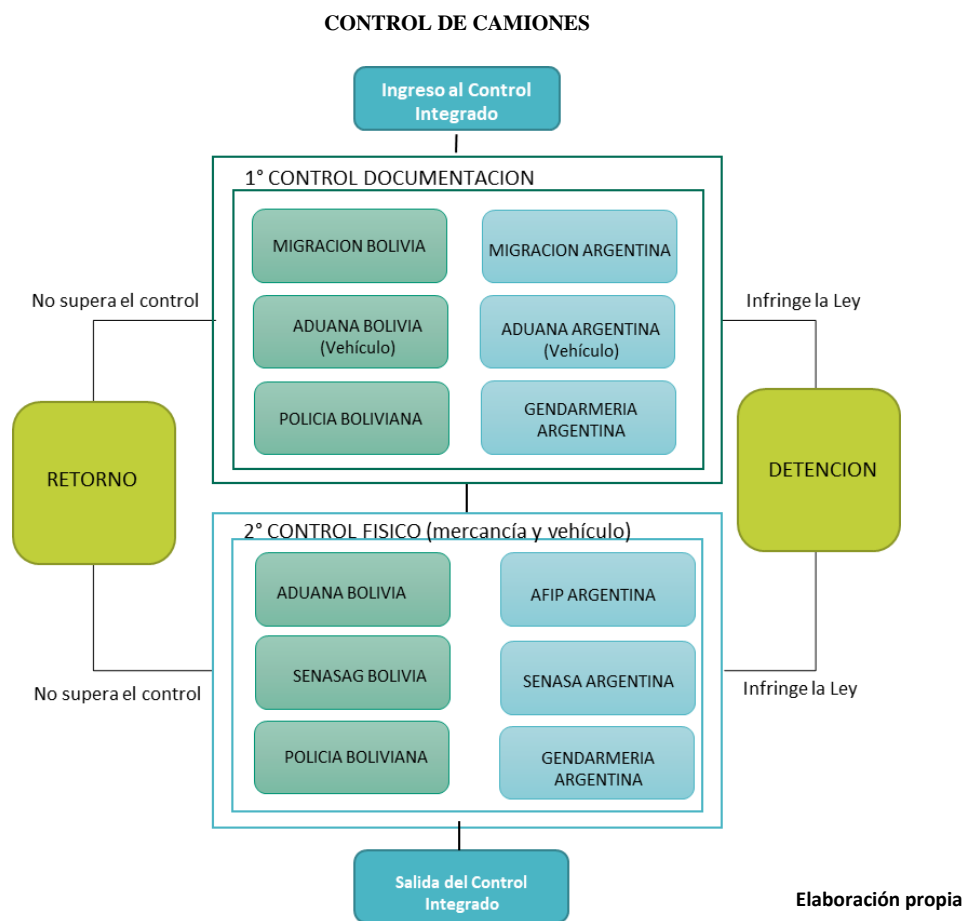 CONTROL DE CAMIONES
Ingreso al Control
Integrado
1° CONTROL DOCUMENTACION
MIGRACION BOLIVIA
MIGRACION ARGENTINA
No supera el control
Infringe la Ley
ADUANA BOLIVIA
(Vehículo)
ADUANA ARGENTINA
(Vehículo)
POLICIA BOLIVIANA
GENDARMERIA
ARGENTINA
RETORNO
DETENCION
2° CONTROL FISICO (mercancía y vehículo)
ADUANA BOLIVIA
AFIP ARGENTINA
SENASAG BOLIVIA
SENASA ARGENTINA
No supera el control
Infringe la Ley
POLICIA BOLIVIANA
GENDARMERIA
ARGENTINA
Salida del Control
Integrado
Elaboración propia